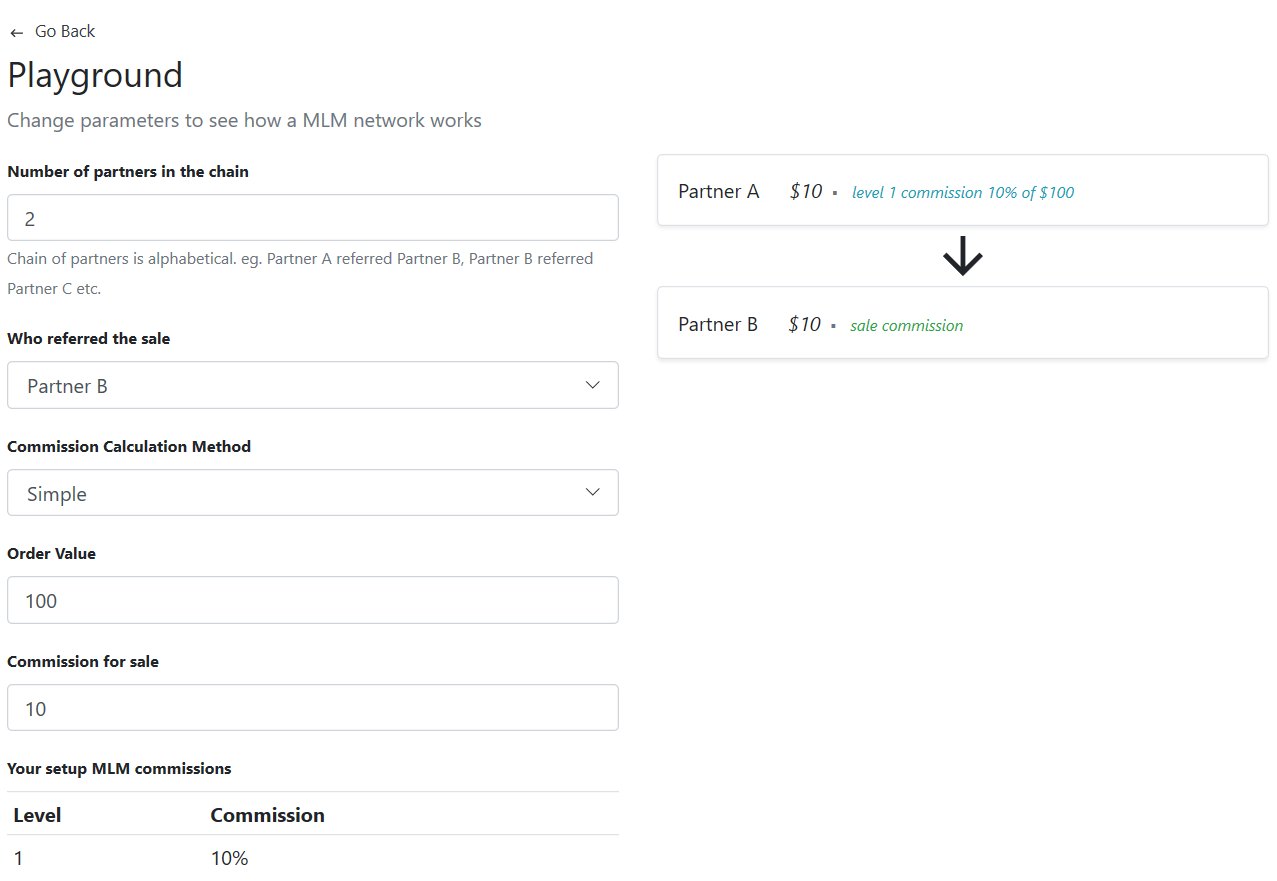 ← Go Back
Playground
Change parameters to see how a MLM network works
Number of partners in the chain
2
Chain of partners is alphabetical. eg. Partner A referred Partner B, Partner B referred
Partner C etc.
Who referred the sale
Partner B
Commission Calculation Method
Simple
Order Value
100
Commission for sale
10
Your setup MLM commissions
Level Commission
1 10%
Partner A $10 • level 1 commission 10% of $100
Partner B $10 • sale commission